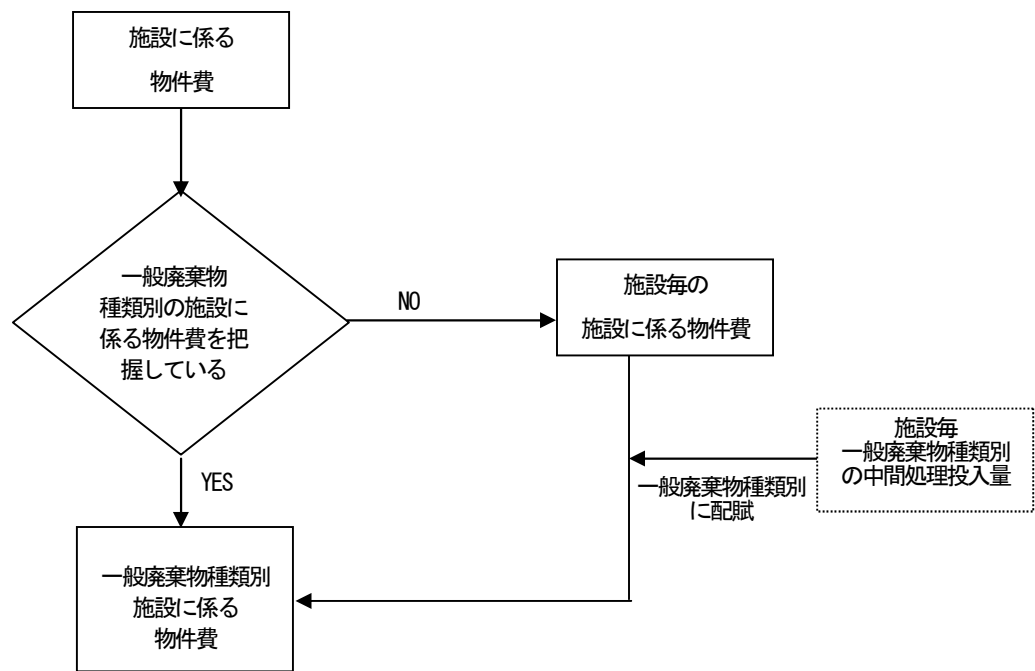 施設に係る
物件費
一般廃棄物
種類別の施設に
係る物件費を把
握している
NO
施設毎の
施設に係る物件費
施設毎
一般廃棄物種類別
の中間処理投入量
一般廃棄物種類別
に配賦
YES
一般廃棄物種類別
施設に係る
物件費